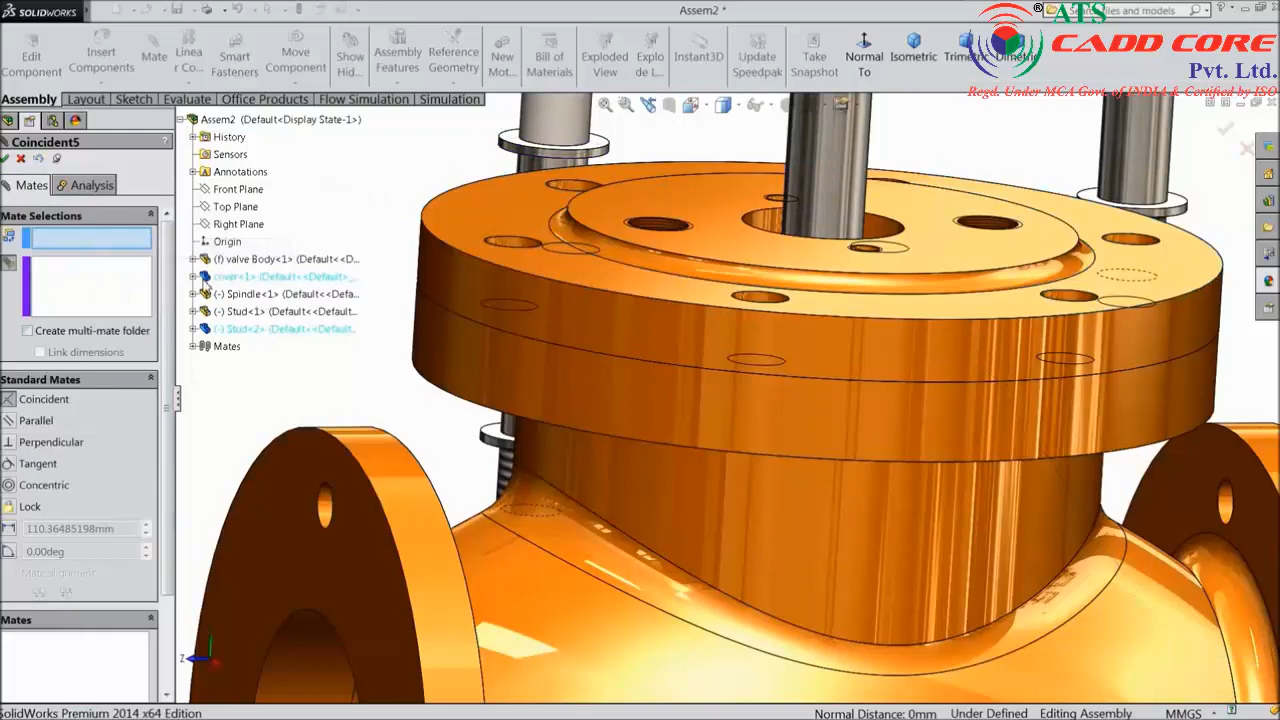 SOLIDWORKS
Assem2 *
Search files and models
ATS
®
CADD CORE
Pvt. Ltd.
Regd. Under MCA Govt. of INDIA & Certified by ISO
Edit Component
Insert Components
Mate
Linea r Co...
Smart Fasteners
Move Component
Show Hid...
Assembly Features
Reference Geometry
New Mot...
Bill of Materials
Exploded View
Explo de L...
Instant3D
Update Speedpak
Take Snapshot
Normal To
Isometric
Trimetric
Dimetric
Assembly Layout Sketch Evaluate Office Products Flow Simulation Simulation
Coincident5
?
Mates Analysis
Mate Selections
Create multi-mate folder
Link dimensions
Standard Mates
Coincident
Parallel
Perpendicular
Tangent
Concentric
Lock
110.36485198mm
0.00deg
Mate alignment:
Mates
Assem2 (Default<Display State-1>)
History
Sensors
Annotations
Front Plane
Top Plane
Right Plane
Origin
(f) valve Body<1> (Default<<D...
cover<1> (Default<<Default>_...
(-) Spindle<1> (Default<<Defa...
(-) Stud<1> (Default<<Default...
(-) Stud<2> (Default<<Default...
Mates
Z
SolidWorks Premium 2014 x64 Edition
Normal Distance: 0mm Under Defined Editing Assembly MMGS